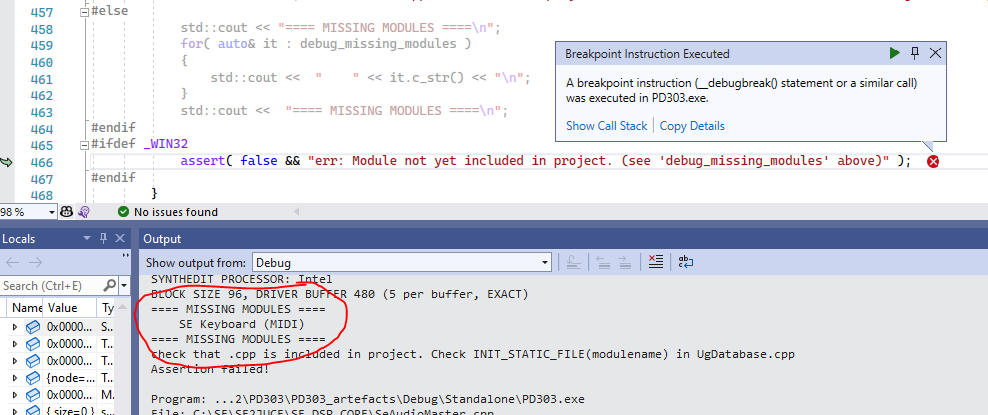 457
#else
458 std::cout << "==== MISSING MODULES ====\n";
459 for( auto& it : debug_missing_modules )
460 {
461 std::cout << " " << it.c_str() << "\n";
462 }
463 std::cout << "==== MISSING MODULES ====\n";
464 #endif
465 #ifdef _WIN32
466 assert( false && "err: Module not yet included in project. (see 'debug_missing_modules' above)" );
467 #endif
468 }
Breakpoint Instruction Executed
A breakpoint instruction (__debugbreak() statement or a similar call)
was executed in PD303.exe.
Show Call Stack | Copy Details
98 % No issues found
Locals
Search (Ctrl+E)
Name Value Ty
0x0000... S...
0x0000... T...
0x0000... T...
{node=... T...
0x0000... M...
{ size=0 } s...
Output
Show output from: Debug
SYNTHEDIT PROCESSOR: Intel
BLOCK SIZE 96, DRIVER BUFFER 480 (5 per buffer, EXACT)
==== MISSING MODULES ====
SE Keyboard (MIDI)
==== MISSING MODULES ====
check that .cpp is included in project. Check INIT_STATIC_FILE(modulename) in UgDatabase.cpp
Assertion failed!
Program: ...2\PD303\PD303_artefacts\Debug\Standalone\PD303.exe
File: C:\SE\SE2JUCE\SE_DSP_CORE\SeAudioMaster.cpp